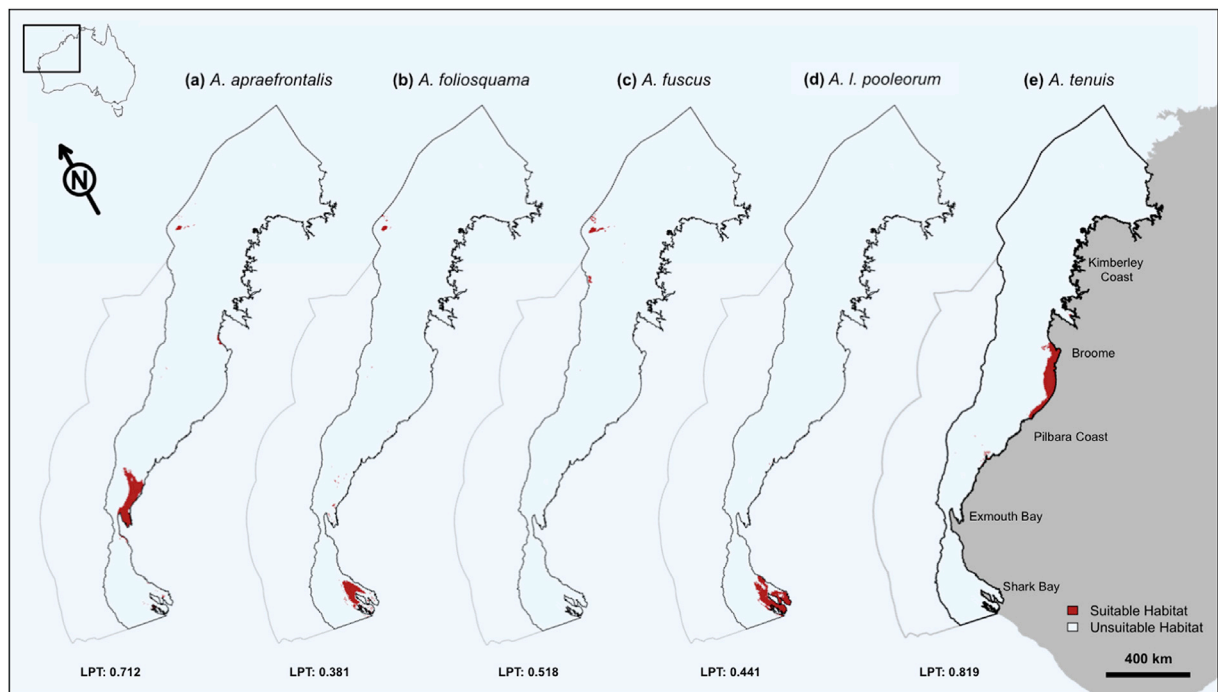 (a) A. apraefrontalis
(b) A. foliosquama
(c) A. fuscus
(d) A. l. pooleorum
(e) A. tenuis
N
Kimberley
Coast
Broome
Pilbara Coast
Exmouth Bay
Shark Bay
Suitable Habitat
Unsuitable Habitat
400 km
LPT: 0.712
LPT: 0.381
LPT: 0.518
LPT: 0.441
LPT: 0.819